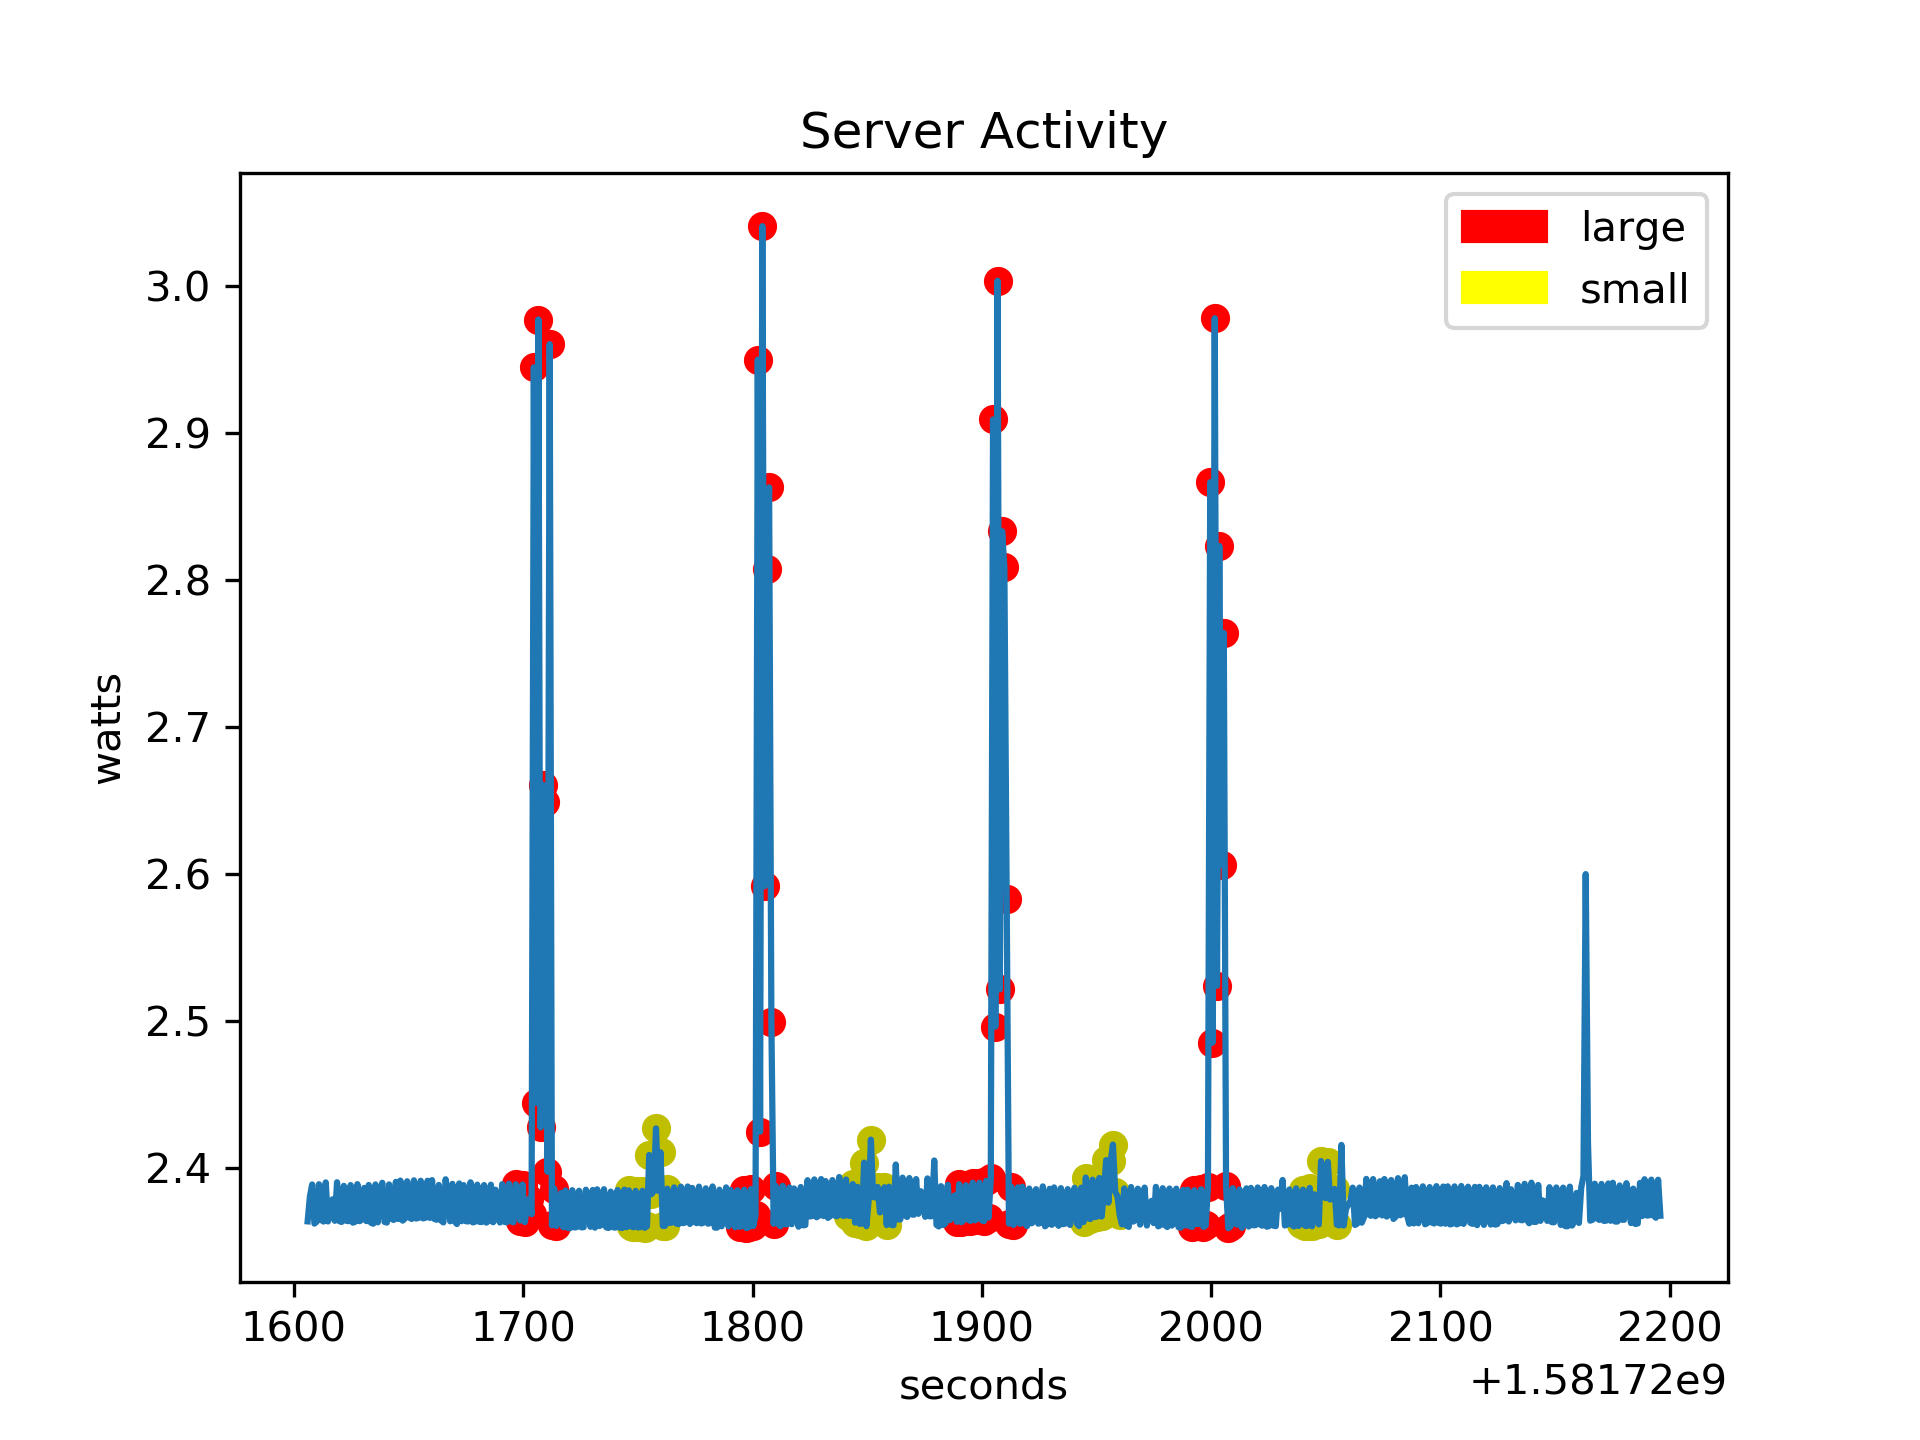 Server Activity
large
small
3.0
2.9
2.8
2.7
2.6
2.5
2.4
watts
1600 1700 1800 1900 2000 2100 2200
+1.58172e9
seconds